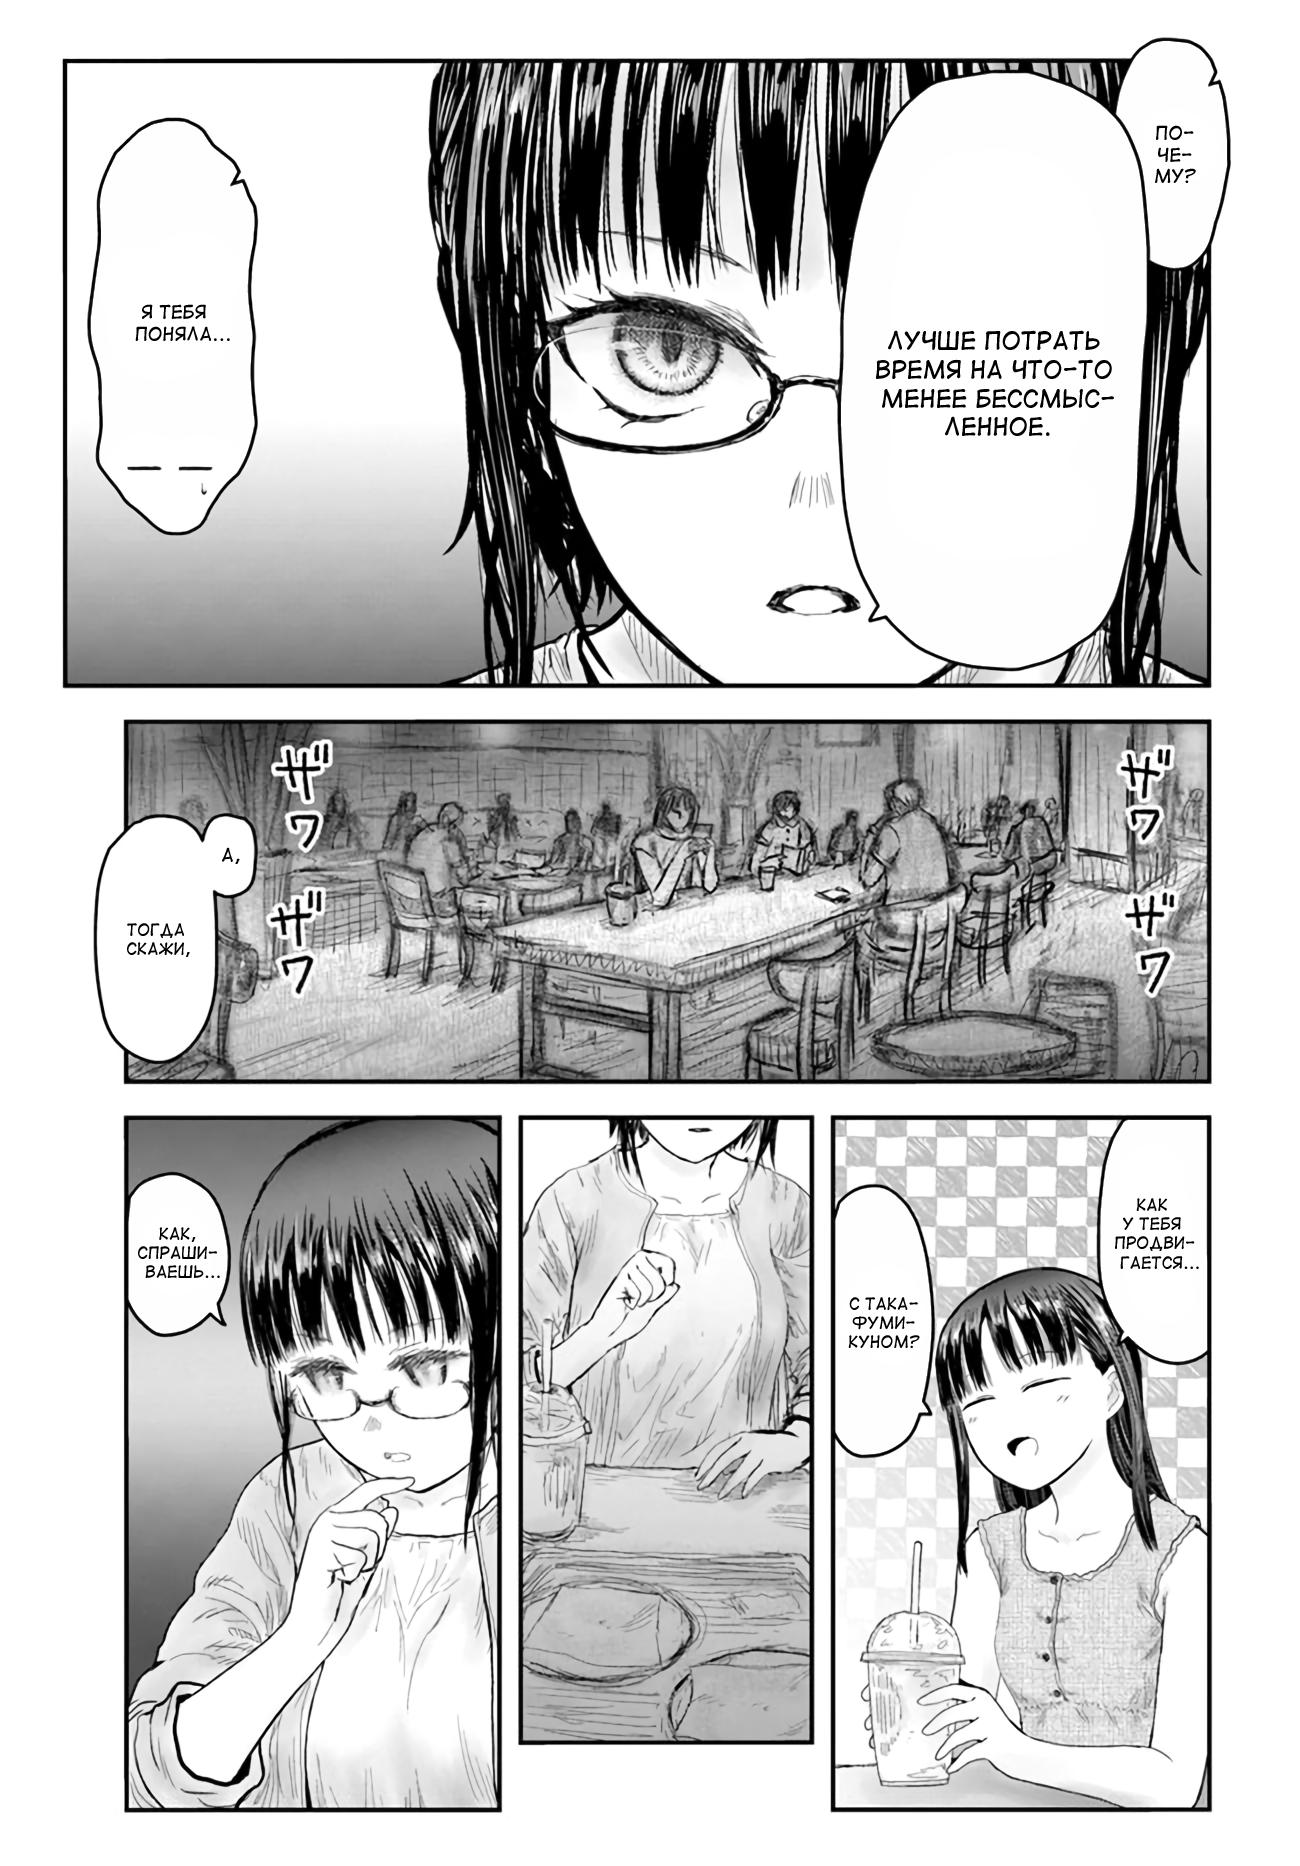 ПО-
ЧЕ-
МУ?
ЛУЧШЕ ПОТРАТЬ
ВРЕМЯ НА ЧТО-ТО
МЕНЕЕ БЕССМЫС-
ЛЕННОЕ.
Я ТЕБЯ
ПОНЯЛА...
ザワ
ザワ
ザワ
ザワ
А,
ТОГДА
СКАЖИ,
КАК
У ТЕБЯ
ПРОДВИ-
ГАЕТСЯ...
С ТАКА-
ФУМИ-
КУНОМ?
КАК,
СПРАШИ-
ВАЕШЬ...